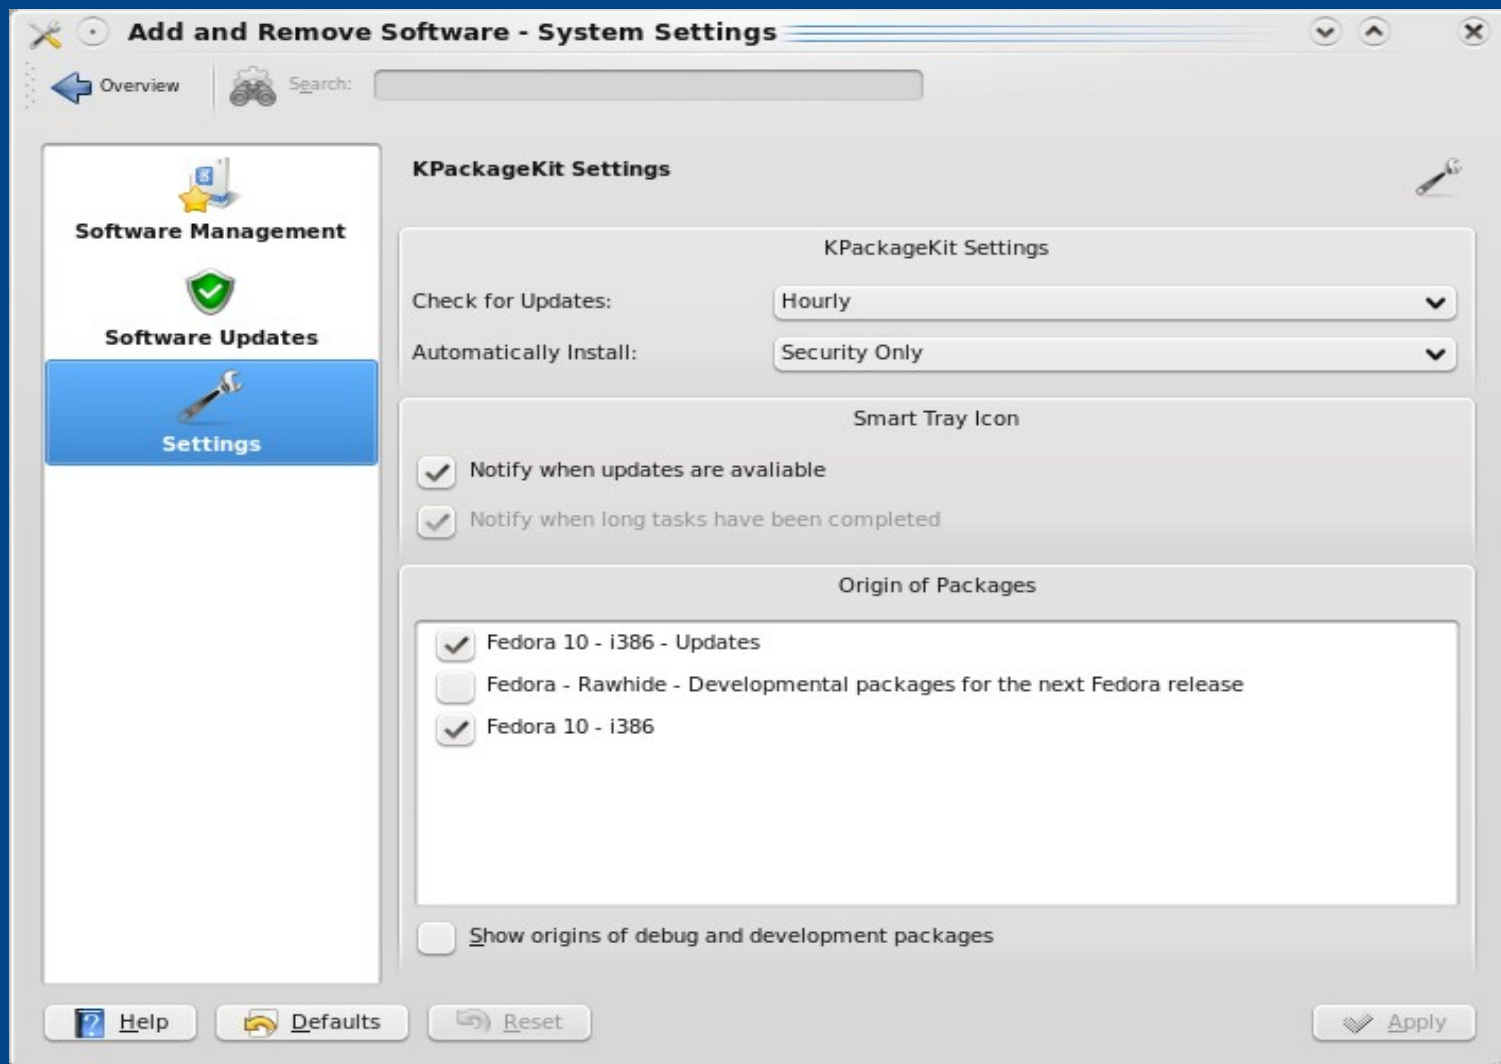 Add and Remove Software - System Settings
Overview
Search:
Software Management
Software Updates
Settings
KPackageKit Settings
KPackageKit Settings
Check for Updates: Hourly
Automatically Install: Security Only
Smart Tray Icon
Notify when updates are avaliable
Notify when long tasks have been completed
Origin of Packages
Fedora 10 - i386 - Updates
Fedora - Rawhide - Developmental packages for the next Fedora release
Fedora 10 - i386
Show origins of debug and development packages
Help Defaults Reset Apply